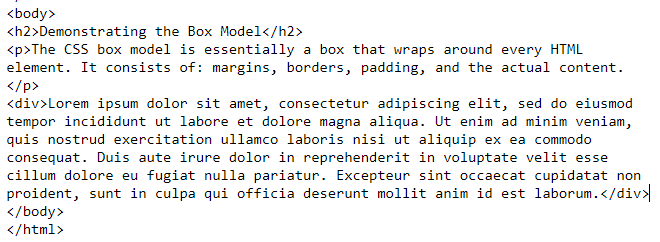 <body>
<h2>Demonstrating the Box Model</h2>
<p>The CSS box model is essentially a box that wraps around every HTML
element. It consists of: margins, borders, padding, and the actual content.
</p>
<div>Lorem ipsum dolor sit amet, consectetur adipiscing elit, sed do eiusmod
tempor incididunt ut labore et dolore magna aliqua. Ut enim ad minim veniam,
quis nostrud exercitation ullamco laboris nisi ut aliquip ex ea commodo
consequat. Duis aute irure dolor in reprehenderit in voluptate velit esse
cillum dolore eu fugiat nulla pariatur. Excepteur sint occaecat cupidatat non
proident, sunt in culpa qui officia deserunt mollit anim id est laborum.</div>
</body>
</html>